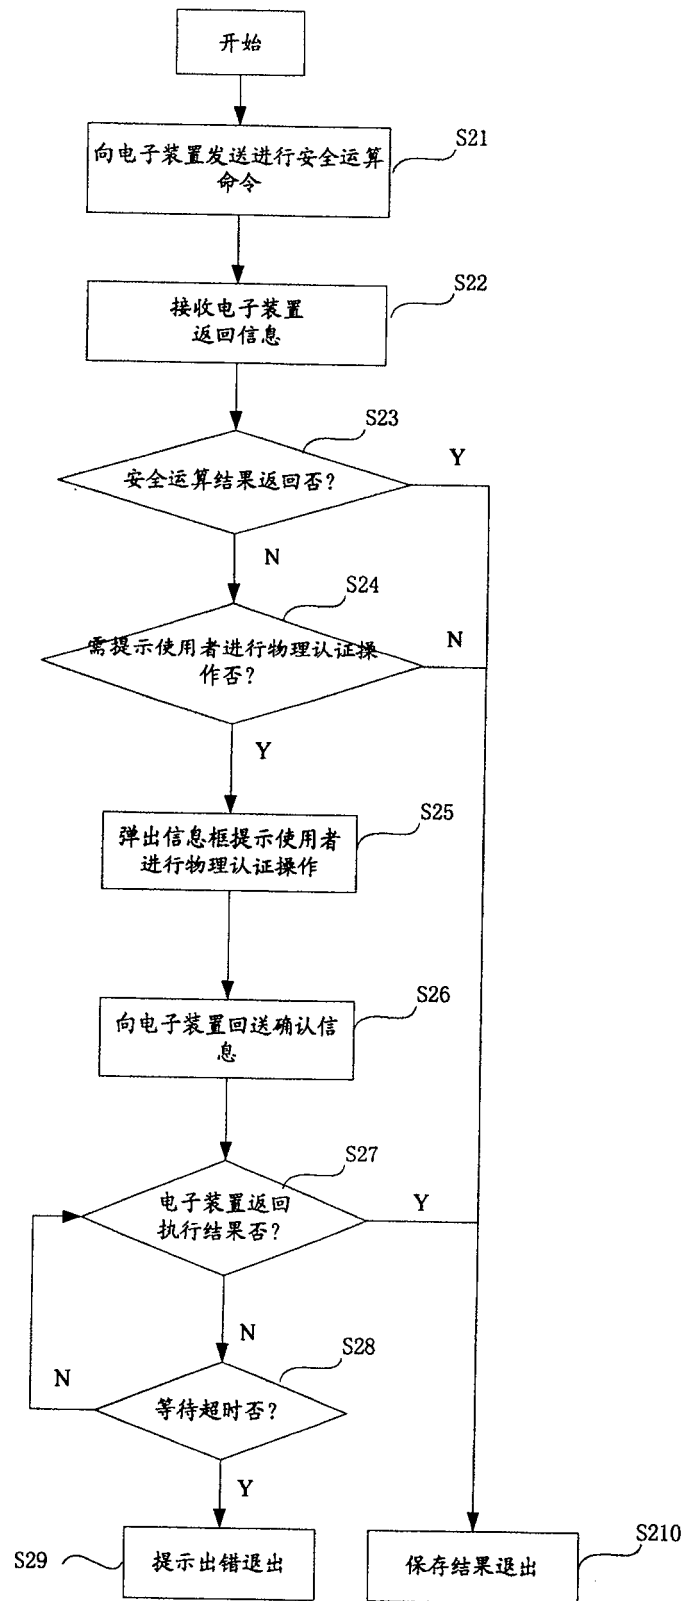 开始
S21
向电子装置发送进行安全运算
命令
S22
接收电子装置
返回信息
S23
Y
安全运算结果返回否?
N
S24
需提示使用者进行物理认证操
作否?
N
Y
S25
弹出信息框提示使用者
进行物理认证操作
S26
向电子装置回送确认信
息
S27
电子装置返回
执行结果否?
Y
N
S28
N
等待超时否?
Y
S29
提示出错退出
S210
保存结果退出